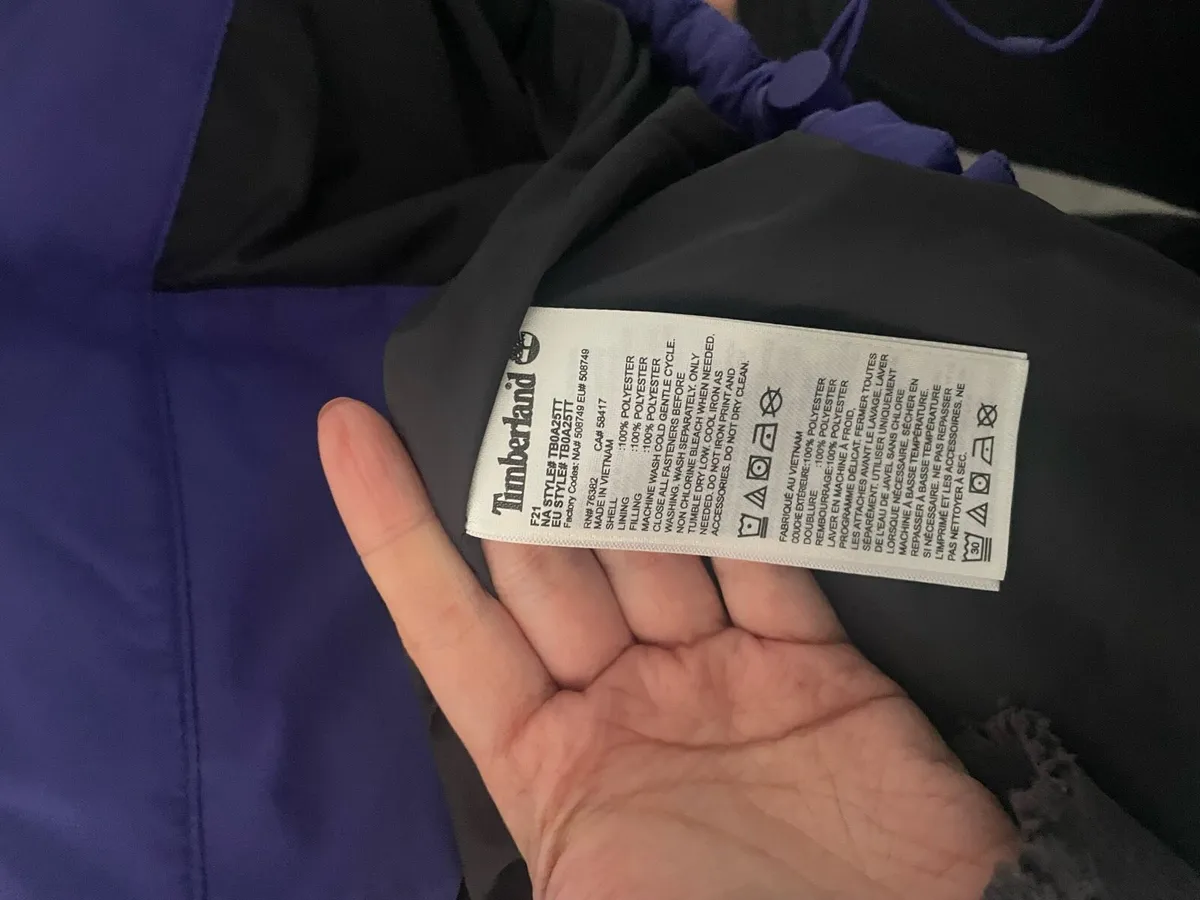 Timberland
F21
NA STYLE# TB0A25TT
EU STYLE# TB0A25TT
Factory Codes: NA# 508749 EU# 508749
RN# 76382 CA# 58417
MADE IN VIETNAM
SHELL :100% POLYESTER
LINING :100% POLYESTER
FILLING :100% POLYESTER
MACHINE WASH COLD GENTLE CYCLE.
CLOSE ALL FASTENERS BEFORE
WASHING. WASH SEPARATELY. ONLY
NON CHLORINE BLEACH WHEN NEEDED.
TUMBLE DRY LOW. COOL IRON AS
NEEDED. DO NOT IRON PRINT AND
ACCESSORIES. DO NOT DRY CLEAN.
FABRIQUÉ AU VIETNAM
COUCHE EXTÉRIEURE:100% POLYESTER
DOUBLURE :100% POLYESTER
REMBOURRAGE:100% POLYESTER
LAVER EN MACHINE À FROID,
PROGRAMME DÉLICAT. FERMER TOUTES
LES ATTACHES AVANT LE LAVAGE. LAVER
SÉPARÉMENT. UTILISER UNIQUEMENT
DE L'EAU DE JAVEL SANS CHLORE
LORSQUE NÉCESSAIRE. SÉCHER EN
MACHINE À BASSE TEMPÉRATURE.
REPASSER À BASSE TEMPÉRATURE
SI NÉCESSAIRE. NE PAS REPASSER
L'IMPRIMÉ ET LES ACCESSOIRES. NE
PAS NETTOYER À SEC.
30